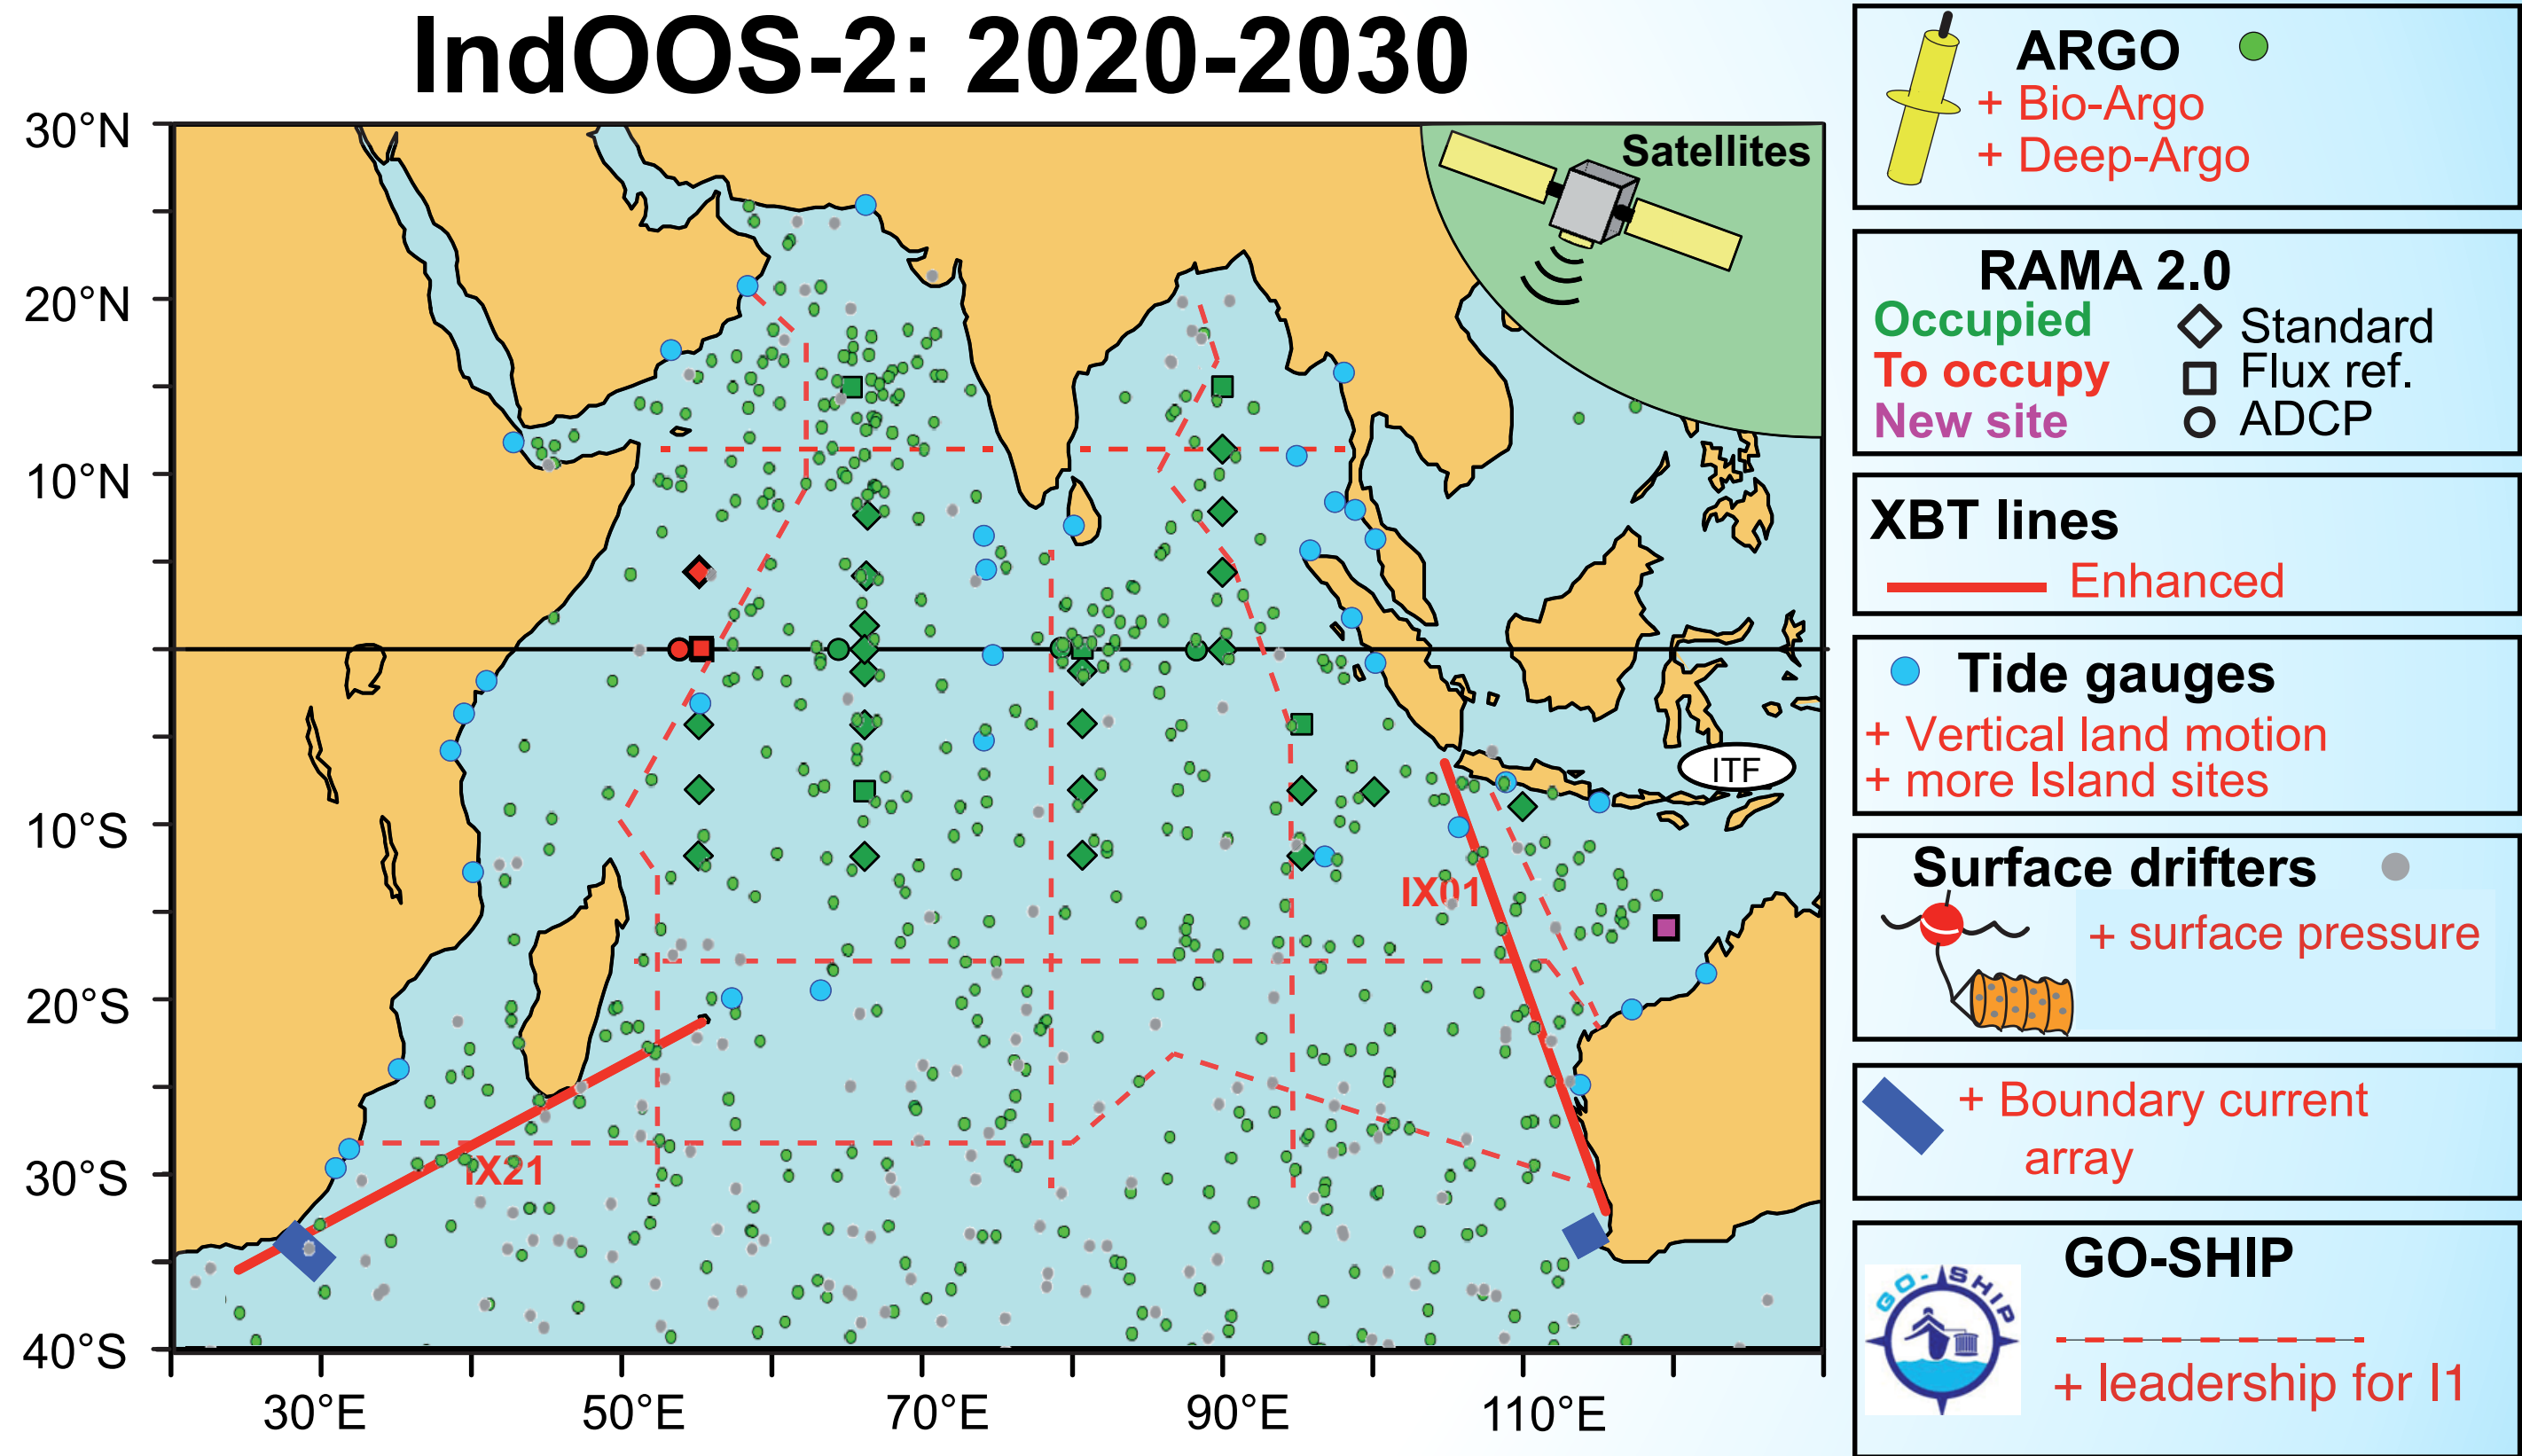 IndOOS-2: 2020-2030
30°N
20°N
10°N
10°S
20°S
30°S
40°S
30°E
50°E
70°E
90°E
110°E
Satellites
ITF
IX01
IX21
ARGO
+ Bio-Argo
+ Deep-Argo
RAMA 2.0
Occupied
Standard
To occupy
Flux ref.
New site
ADCP
XBT lines
Enhanced
Tide gauges
+ Vertical land motion
+ more Island sites
Surface drifters
+ surface pressure
+ Boundary current
array
GO-SHIP
GO-SHIP
+ leadership for I1